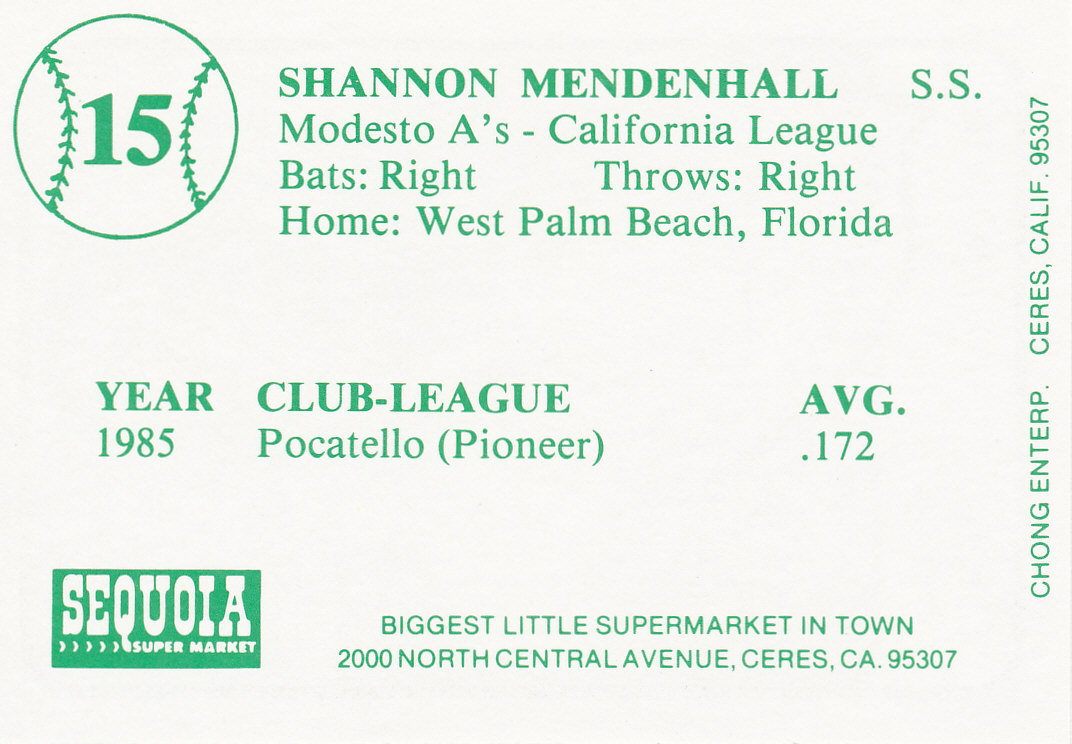 15
SHANNON MENDENHALL S.S.
Modesto A's - California League
Bats: Right Throws: Right
Home: West Palm Beach, Florida
YEAR CLUB-LEAGUE AVG.
1985 Pocatello (Pioneer) .172
SEQUOIA
SUPER MARKET
BIGGEST LITTLE SUPERMARKET IN TOWN
2000 NORTH CENTRAL AVENUE, CERES, CA. 95307
CHONG ENTERP. CERES, CALIF. 95307